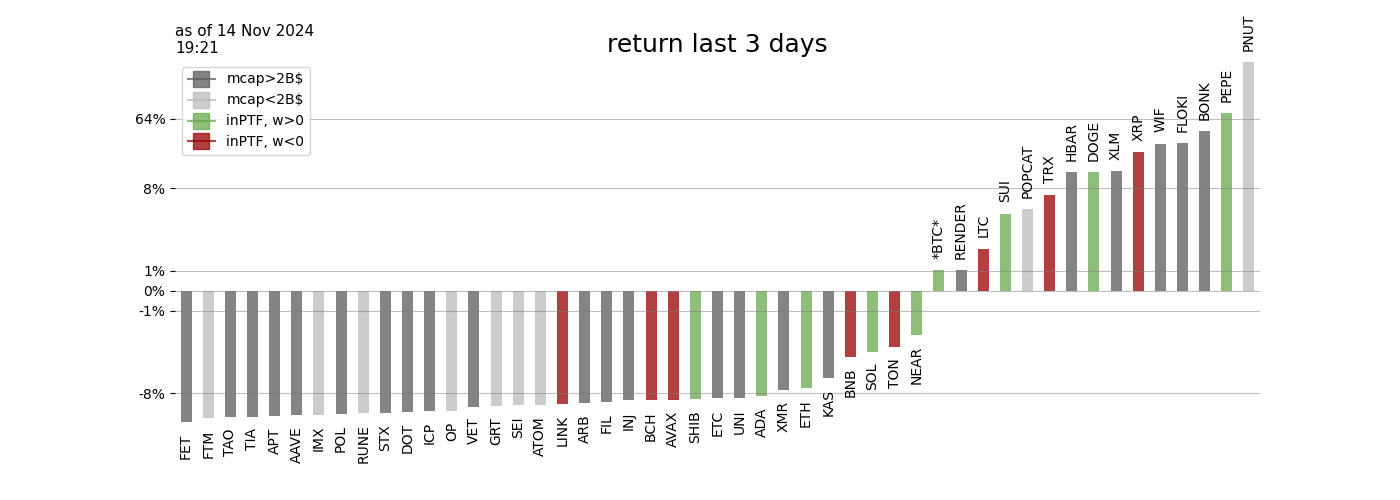 as of 14 Nov 2024
19:21
return last 3 days
mcap>2B$
mcap<2B$
inPTF, w>0
inPTF, w<0
64%
8%
1%
0%
-1%
-8%
FET
FTM
TAO
TIA
APT
AAVE
IMX
POL
RUNE
STX
DOT
ICP
OP
VET
GRT
SEI
ATOM
LINK
ARB
FIL
INJ
BCH
AVAX
SHIB
ETC
UNI
ADA
XMR
ETH
KAS
BNB
SOL
TON
NEAR
*BTC*
RENDER
LTC
SUI
POPCAT
TRX
HBAR
DOGE
XLM
XRP
WIF
FLOKI
BONK
PEPE
PNUT